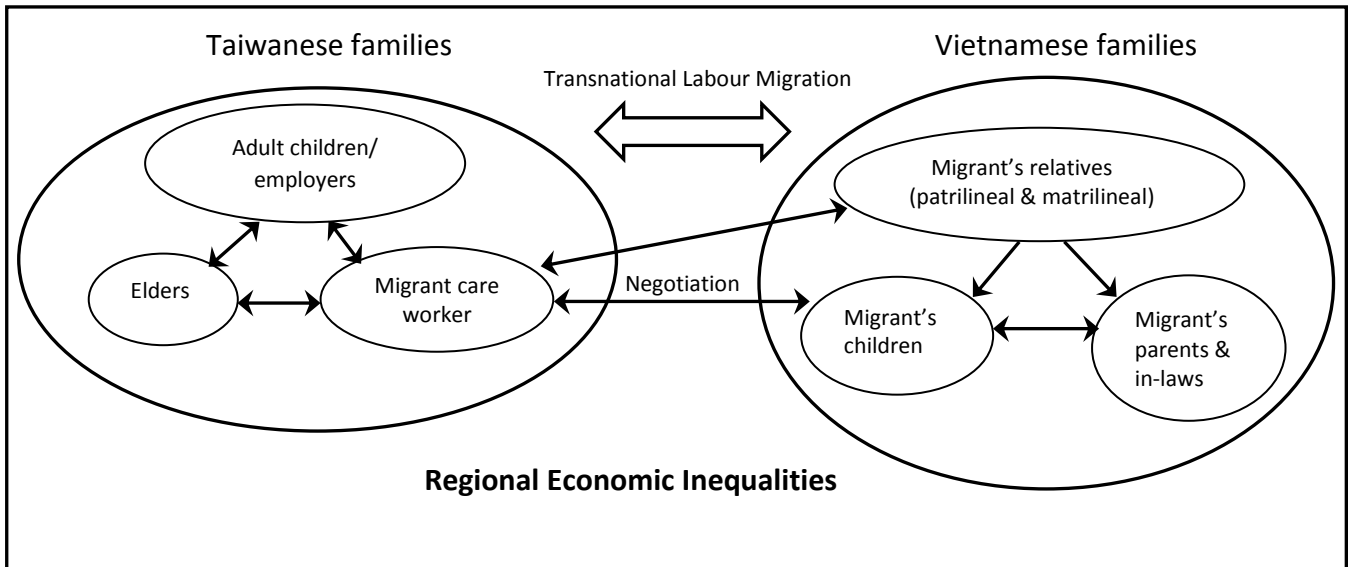 Taiwanese families
Vietnamese families
Transnational Labour Migration
Adult children/
employers
Migrant’s relatives
(patrilineal & matrilineal)
Elders
Migrant care
worker
Negotiation
Migrant’s
children
Migrant’s
parents &
in-laws
Regional Economic Inequalities